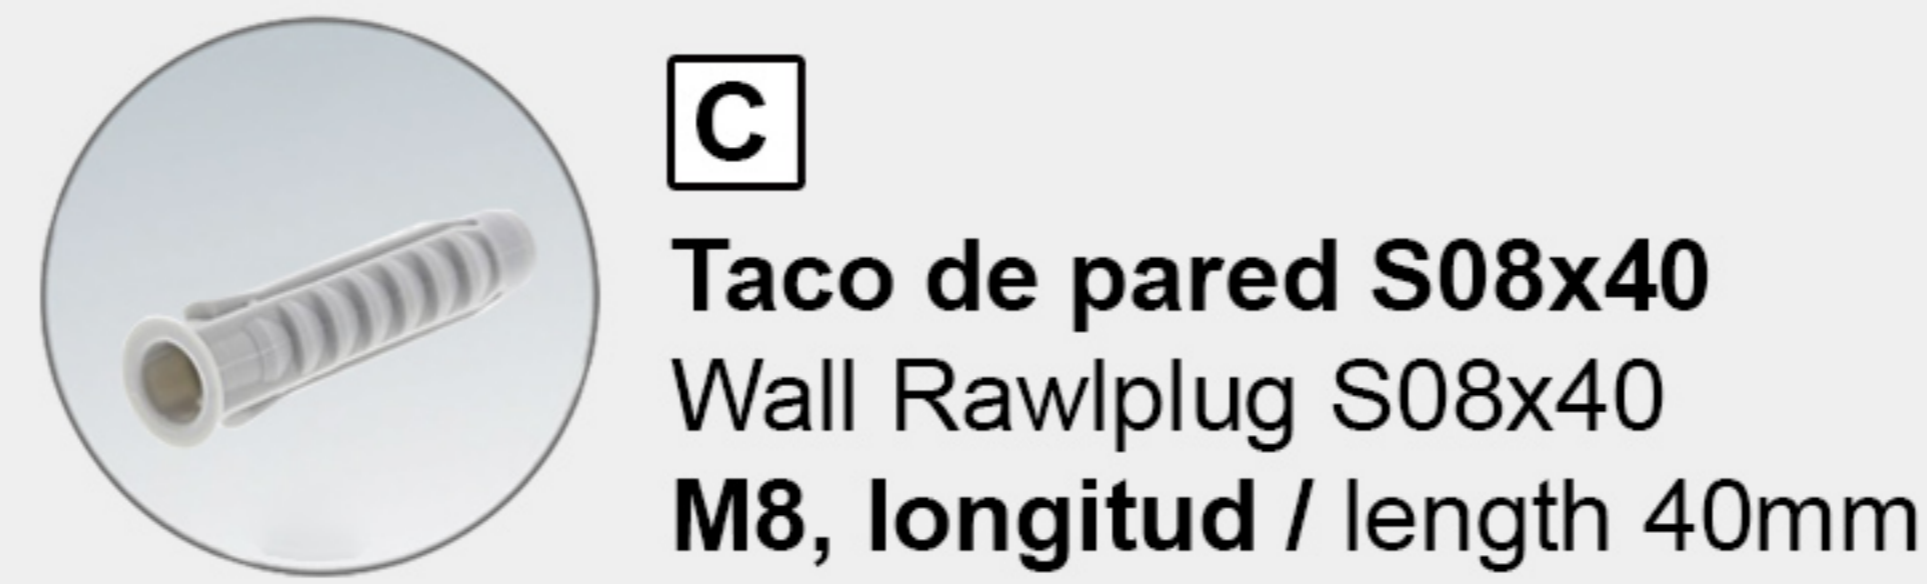 C
Taco de pared S08x40
Wall Rawlplug S08x40
M8, longitud / length 40mm